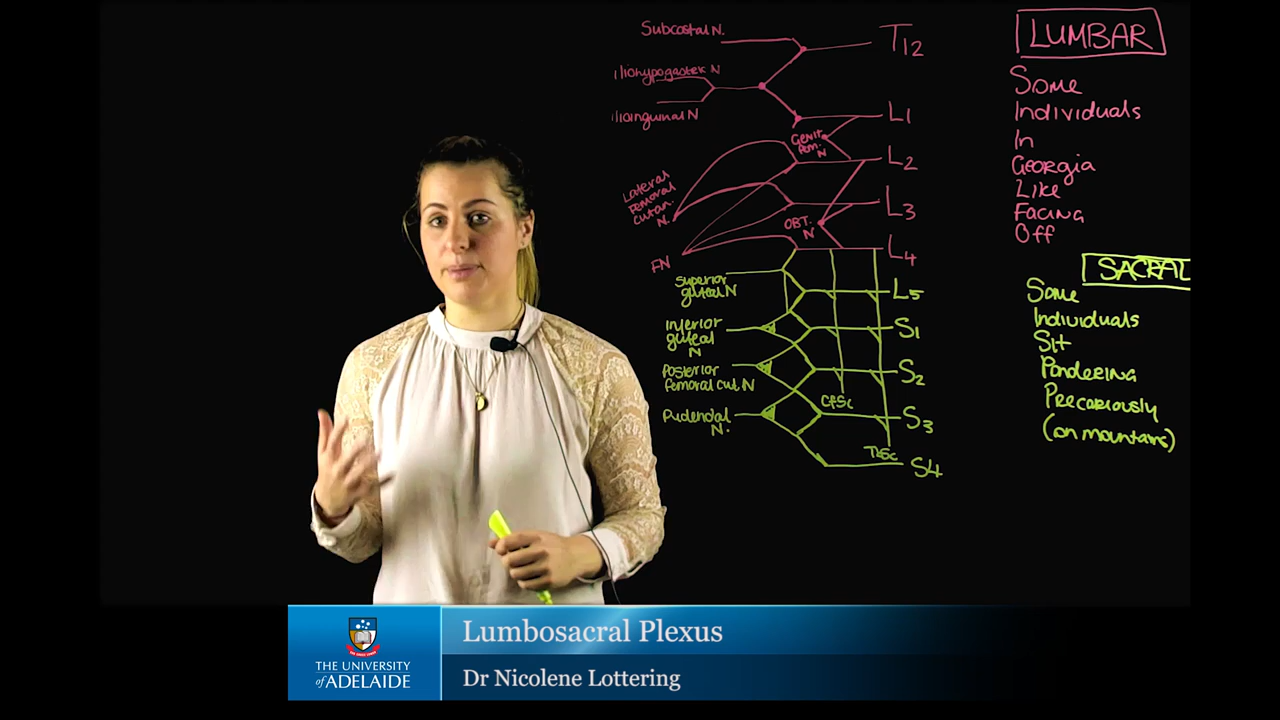 Subcostal N.
T12
iliohypogastric N
ilioinguinal N
L1
Genit
fem.
N
L2
Lateral
Femoral
cutan.
N.
L3
OBT.
N
FN
L4
Superior
gluteal N
L5
Inferior
gluteal
N
S1
Posterior
femoral cut N
S2
CFSc
Pudendal
N.
S3
TLSc
S4
LUMBAR
Some
Individuals
In
Georgia
Like
Facing
Off
SACRAL
Some
Individuals
Sit
Pondering
Precariously
(on mountains)
THE UNIVERSITY
of ADELAIDE
Lumbosacral Plexus
Dr Nicolene Lottering